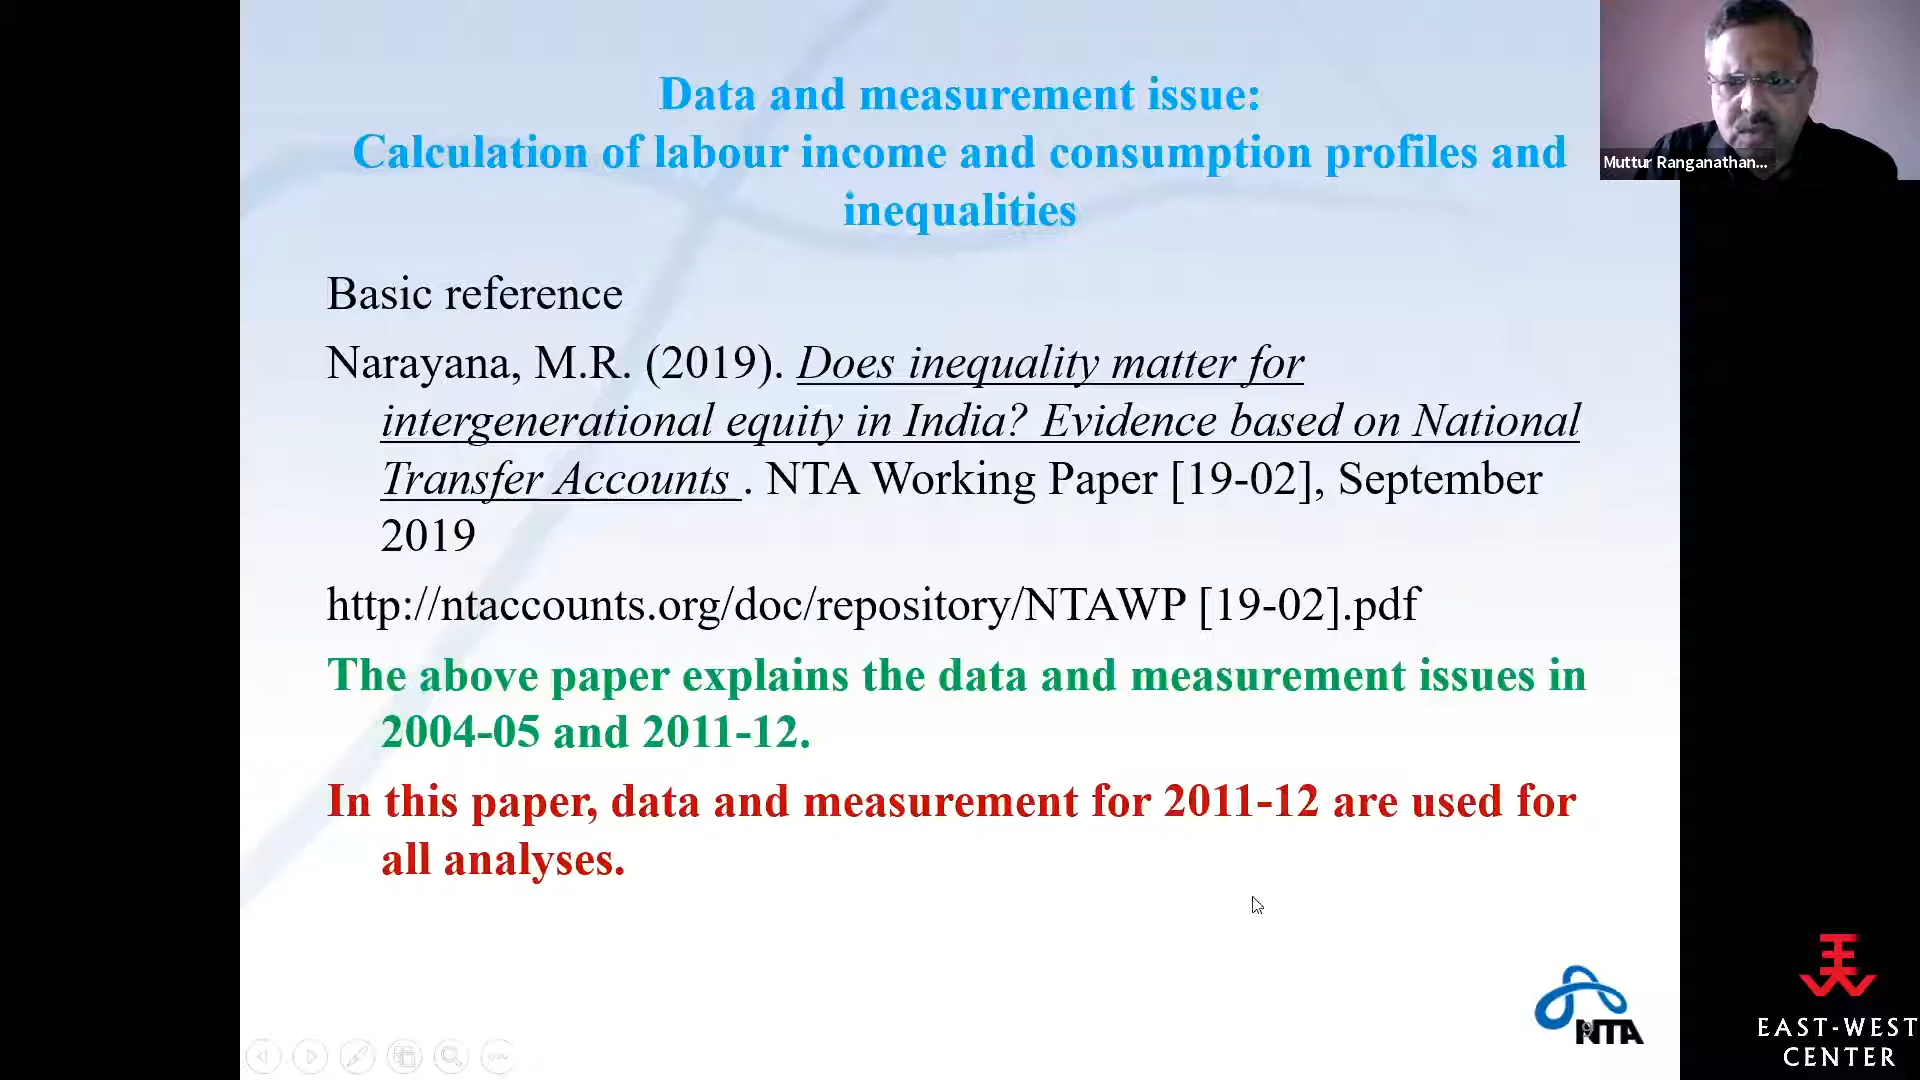 Data and measurement issue:
Calculation of labour income and consumption profiles and
inequalities
Muttur Ranganathan...
Basic reference
Narayana, M.R. (2019). Does inequality matter for
intergenerational equity in India? Evidence based on National
Transfer Accounts . NTA Working Paper [19-02], September
2019
http://ntaccounts.org/doc/repository/NTAWP [19-02].pdf
The above paper explains the data and measurement issues in
2004-05 and 2011-12.
In this paper, data and measurement for 2011-12 are used for
all analyses.
NTA
EAST-WEST
CENTER